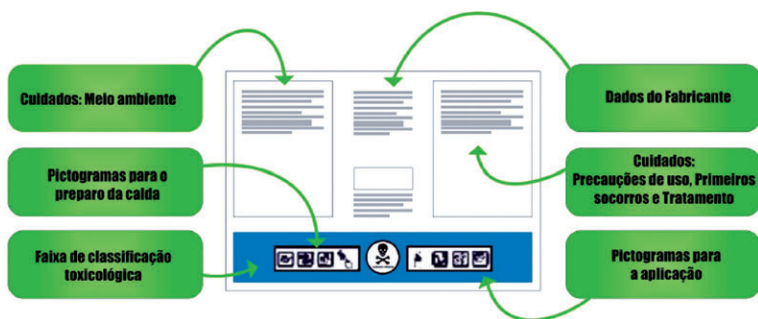 Cuidados: Meio ambiente
Dados do Fabricante
Pictogramas para o
preparo da calda
Cuidados:
Precauções de uso, Primeiros
socorros e Tratamento
Faixa de classificação
toxicológica
Pictogramas para
a aplicação